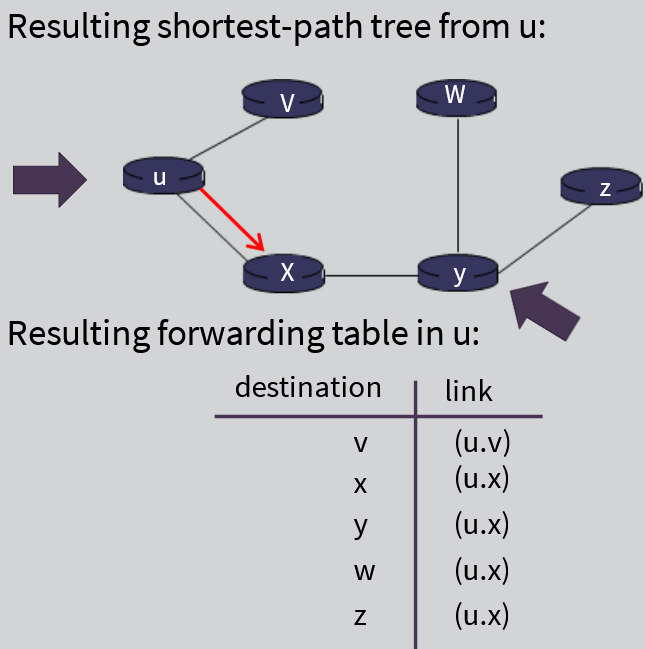 Resulting shortest-path tree from u:
V
W
u
z
X
y
Resulting forwarding table in u:
destination link
v (u.v)
x (u.x)
y (u.x)
w (u.x)
z (u.x)